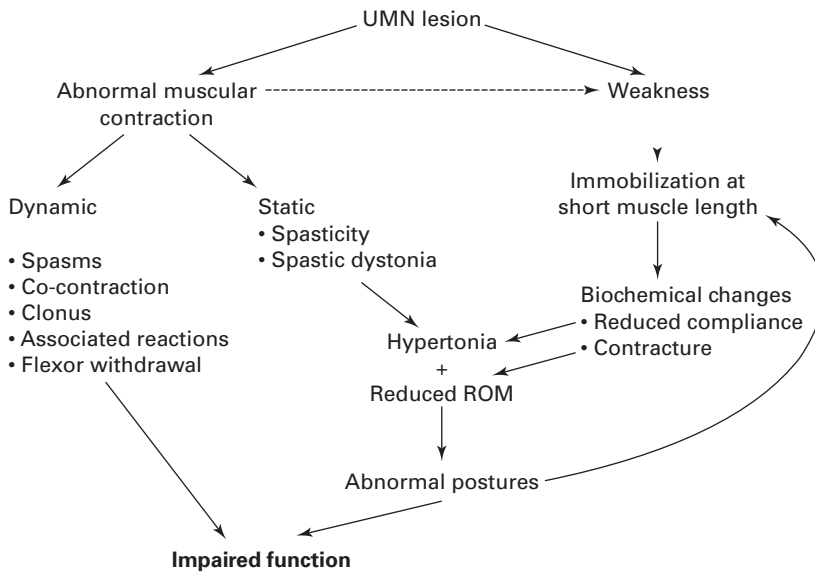 UMN lesion
Abnormal muscular
contraction
Weakness
Dynamic
• Spasms
• Co-contraction
• Clonus
• Associated reactions
• Flexor withdrawal
Static
• Spasticity
• Spastic dystonia
Immobilization at
short muscle length
Biochemical changes
• Reduced compliance
• Contracture
Hypertonia
+
Reduced ROM
Abnormal postures
Impaired function